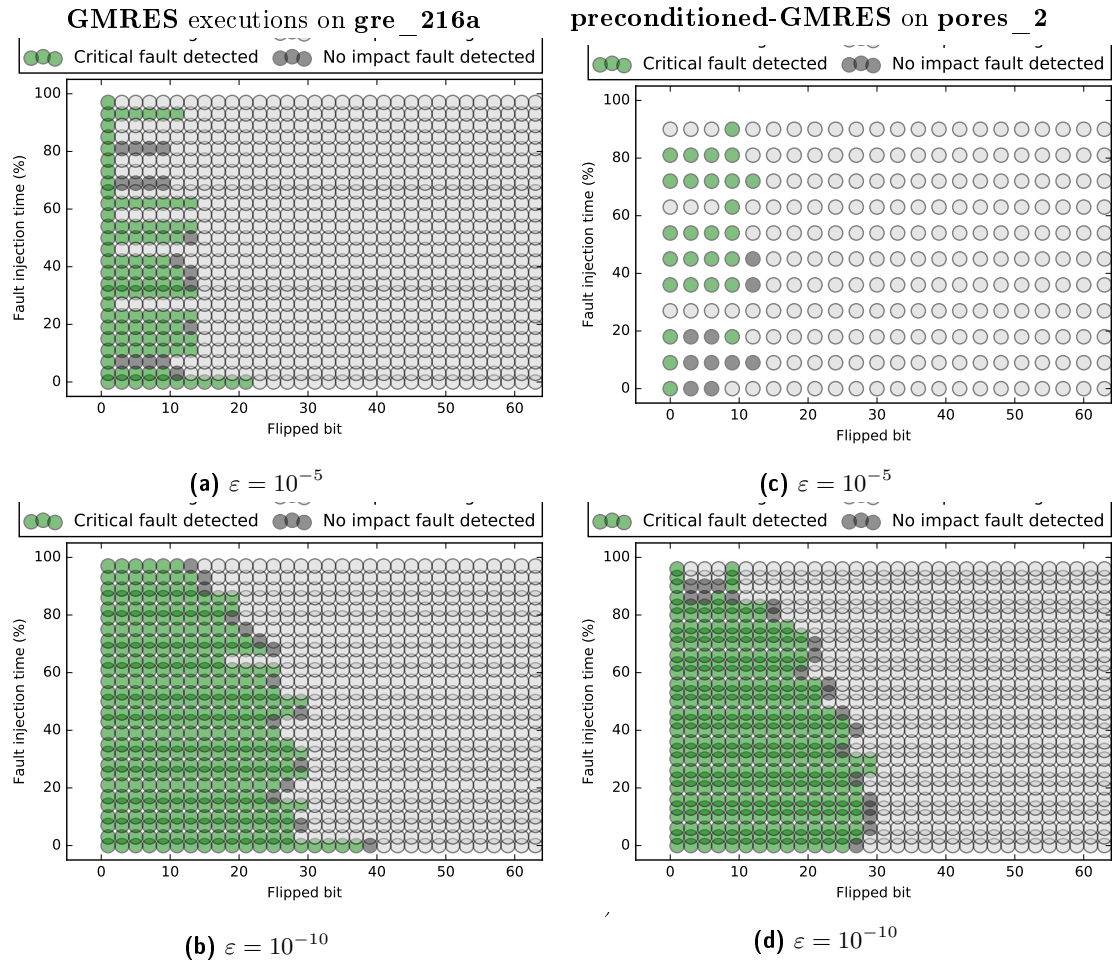 GMRES executions on gre_216a
Critical fault detected No impact fault detected
100
80
60
40
20
0
Fault injection time (%)
0 10 20 30 40 50 60
Flipped bit
(a) ε = 10⁻⁵
preconditioned-GMRES on pores_2
Critical fault detected No impact fault detected
100
80
60
40
20
0
Fault injection time (%)
0 10 20 30 40 50 60
Flipped bit
(c) ε = 10⁻⁵
Critical fault detected No impact fault detected
100
80
60
40
20
0
Fault injection time (%)
0 10 20 30 40 50 60
Flipped bit
(b) ε = 10⁻¹⁰
Critical fault detected No impact fault detected
100
80
60
40
20
0
Fault injection time (%)
0 10 20 30 40 50 60
Flipped bit
(d) ε = 10⁻¹⁰